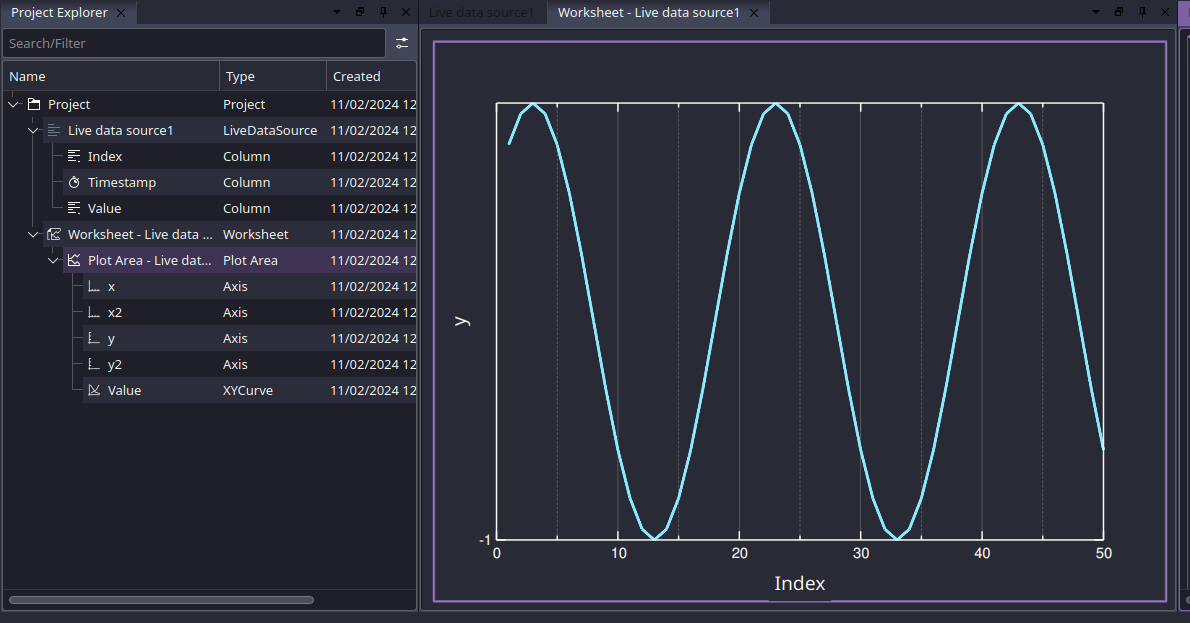 Project Explorer
Live data source1
Worksheet - Live data source1
Search/Filter
Name Type Created
Project Project 11/02/2024 12
Live data source1 LiveDataSource 11/02/2024 12
Index Column 11/02/2024 12
Timestamp Column 11/02/2024 12
Value Column 11/02/2024 12
Worksheet - Live data ... Worksheet 11/02/2024 12
Plot Area - Live dat... Plot Area 11/02/2024 12
x Axis 11/02/2024 12
x2 Axis 11/02/2024 12
y Axis 11/02/2024 12
y2 Axis 11/02/2024 12
Value XYCurve 11/02/2024 12
y
-1
0 10 20 30 40 50
Index